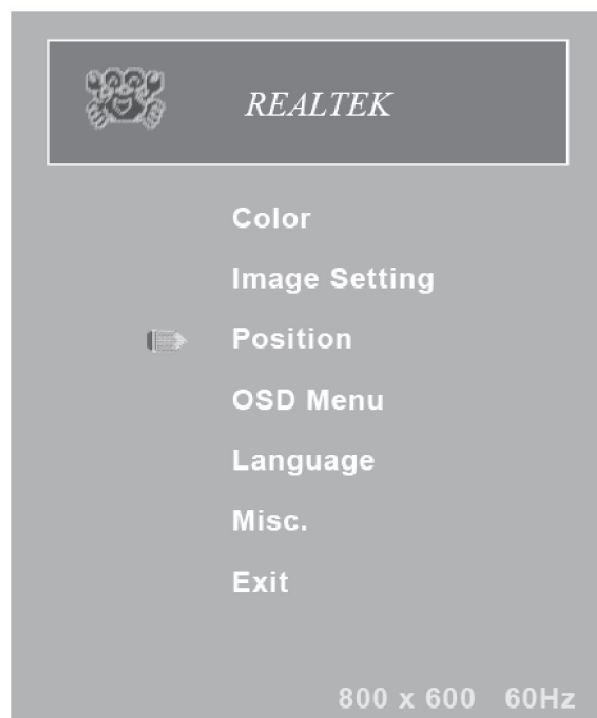 REALTEK
Color
Image Setting
Position
OSD Menu
Language
Misc.
Exit
800 x 600 60Hz